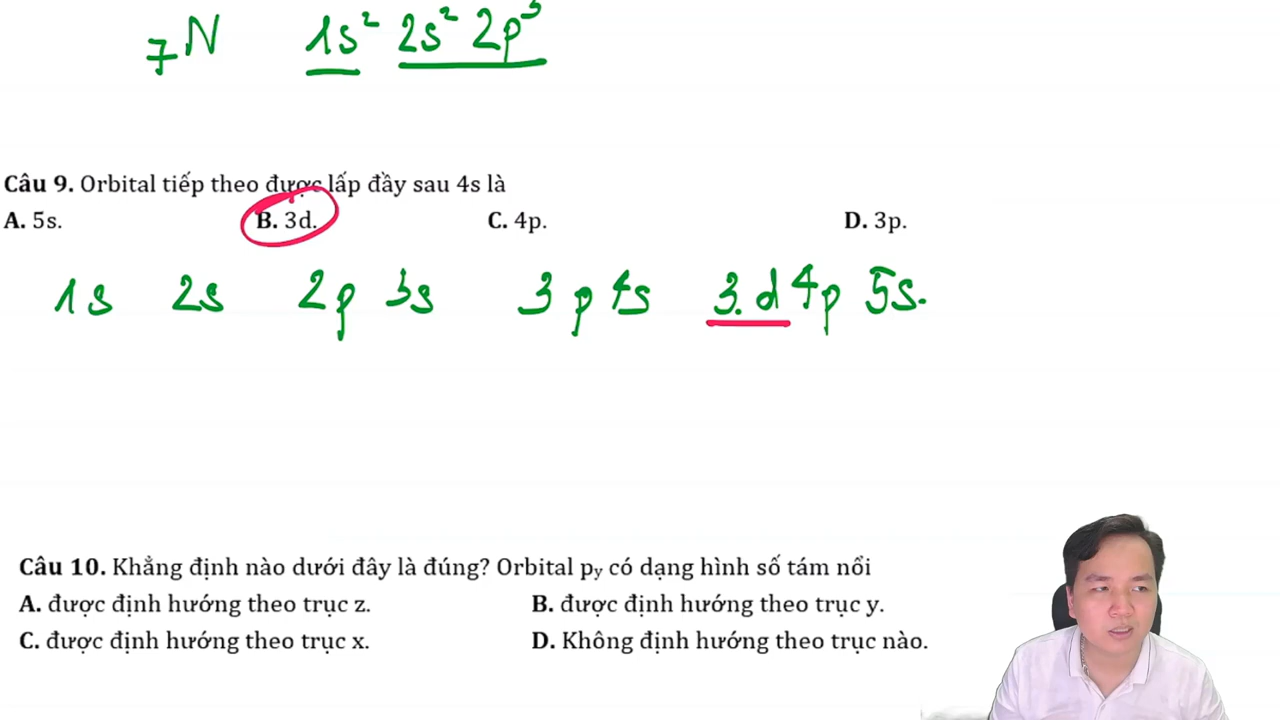 ₇N 1s² 2s² 2p³
Câu 9. Orbital tiếp theo được lấp đầy sau 4s là
A. 5s. B. 3d. C. 4p. D. 3p.
1s 2s 2p 3s 3p 4s 3.d 4p 5s.
Câu 10. Khẳng định nào dưới đây là đúng? Orbital pᵧ có dạng hình số tám nổi
A. được định hướng theo trục z. B. được định hướng theo trục y.
C. được định hướng theo trục x. D. Không định hướng theo trục nào.